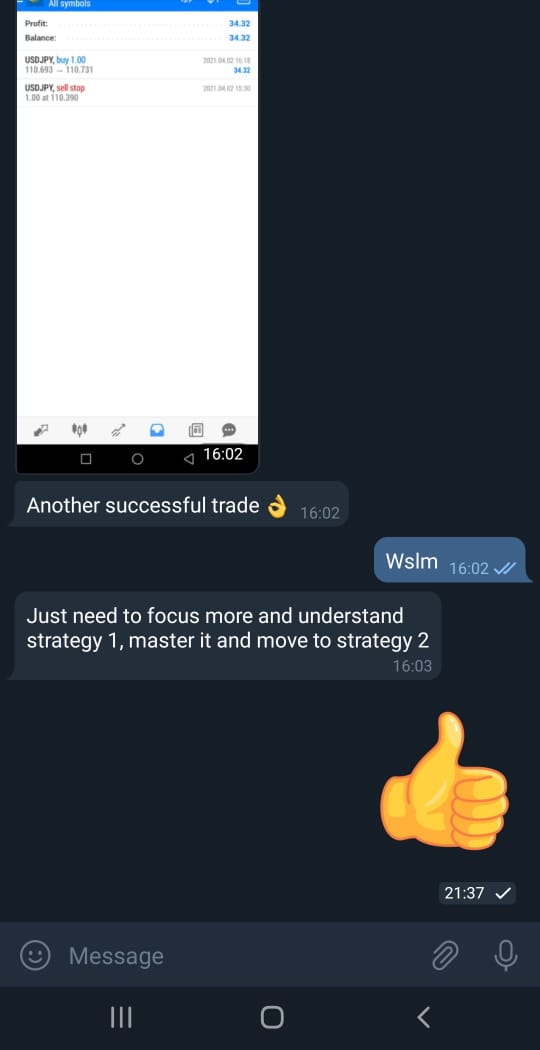 All symbols
Profit: 34.32
Balance: 34.32
USDJPY, buy 1.00 2021.04.02 16:18
110.693 → 110.731 34.32
USDJPY, sell stop 2021.04.02 15:30
1.00 at 110.390
16:02
Another successful trade 👌 16:02
Wslm 16:02
Just need to focus more and understand
strategy 1, master it and move to strategy 2
16:03
21:37
Message